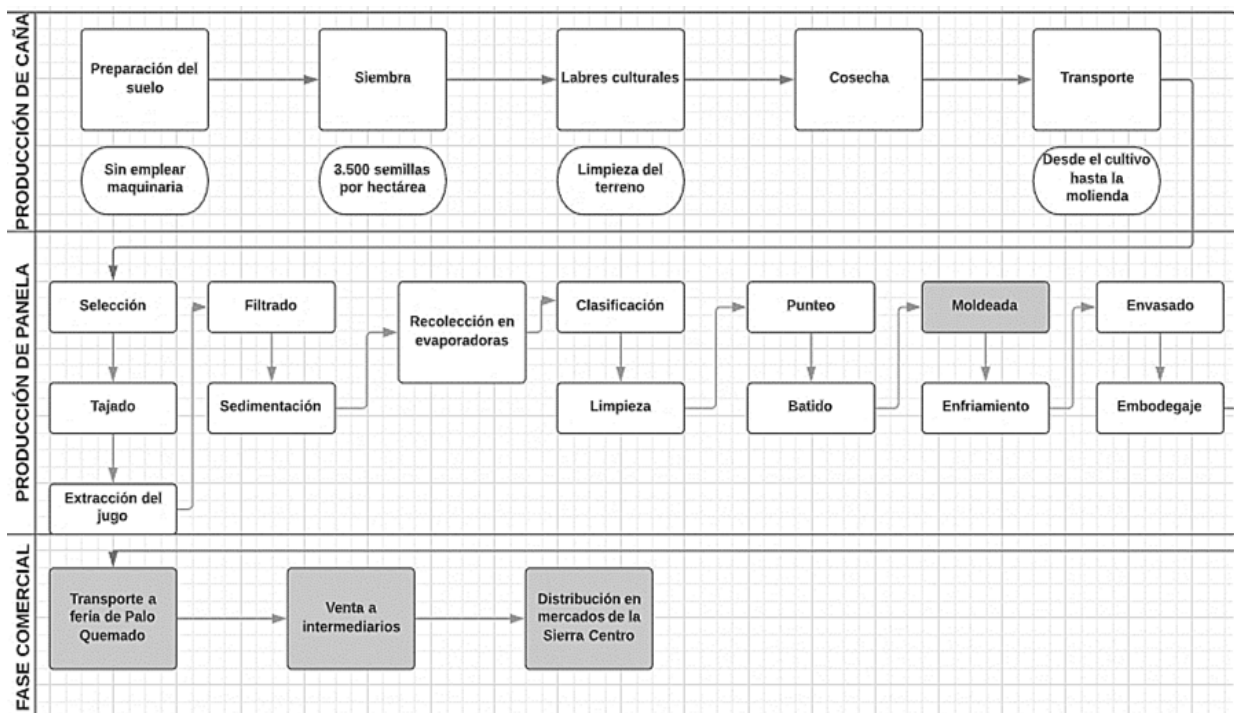 PRODUCCIÓN DE CAÑA
Preparación del
suelo
Siembra
Labres culturales
Cosecha
Transporte
Sin emplear
maquinaria
3.500 semillas
por hectárea
Limpieza del
terreno
Desde el cultivo
hasta la
molienda
PRODUCCIÓN DE PANELA
Selección
Filtrado
Recolección en
evaporadoras
Clasificación
Punteo
Moldeada
Envasado
Tajado
Sedimentación
Limpieza
Batido
Enfriamiento
Embodegaje
Extracción del
jugo
FASE COMERCIAL
Transporte a
feria de Palo
Quemado
Venta a
intermediarios
Distribución en
mercados de la
Sierra Centro